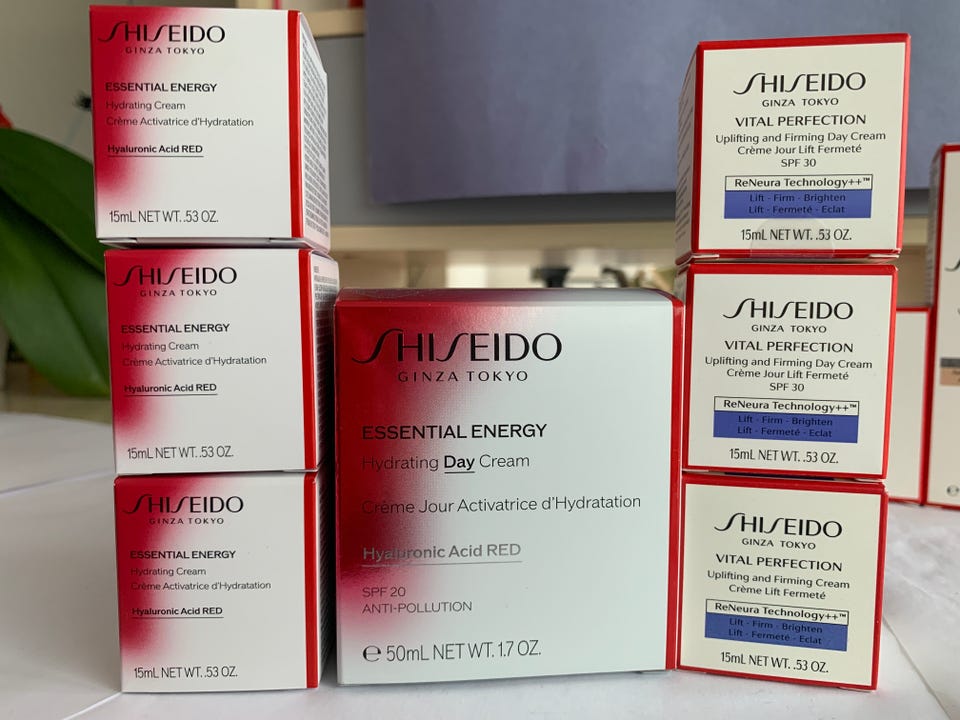 SHISEIDO
GINZA TOKYO
ESSENTIAL ENERGY
Hydrating Cream
Crème Activatrice d'Hydratation
Hyaluronic Acid RED
15mL NET WT. .53 OZ.
SHISEIDO
GINZA TOKYO
ESSENTIAL ENERGY
Hydrating Cream
Crème Activatrice d'Hydratation
Hyaluronic Acid RED
15mL NET WT. .53 OZ.
SHISEIDO
GINZA TOKYO
ESSENTIAL ENERGY
Hydrating Cream
Crème Activatrice d'Hydratation
Hyaluronic Acid RED
15mL NET WT. .53 OZ.
SHISEIDO
GINZA TOKYO
ESSENTIAL ENERGY
Hydrating Day Cream
Crème Jour Activatrice d'Hydratation
Hyaluronic Acid RED
SPF 20
ANTI-POLLUTION
℮ 50mL NET WT. 1.7 OZ.
SHISEIDO
GINZA TOKYO
VITAL PERFECTION
Uplifting and Firming Day Cream
Crème Jour Lift Fermeté
SPF 30
ReNeura Technology++™
Lift - Firm - Brighten
Lift - Fermeté - Eclat
15mL NET WT. .53 OZ.
SHISEIDO
GINZA TOKYO
VITAL PERFECTION
Uplifting and Firming Day Cream
Crème Jour Lift Fermeté
SPF 30
ReNeura Technology++™
Lift - Firm - Brighten
Lift - Fermeté - Eclat
15mL NET WT. .53 OZ.
SHISEIDO
GINZA TOKYO
VITAL PERFECTION
Uplifting and Firming Cream
Crème Lift Fermeté
ReNeura Technology++™
Lift - Firm - Brighten
Lift - Fermeté - Eclat
15mL NET WT. .53 OZ.